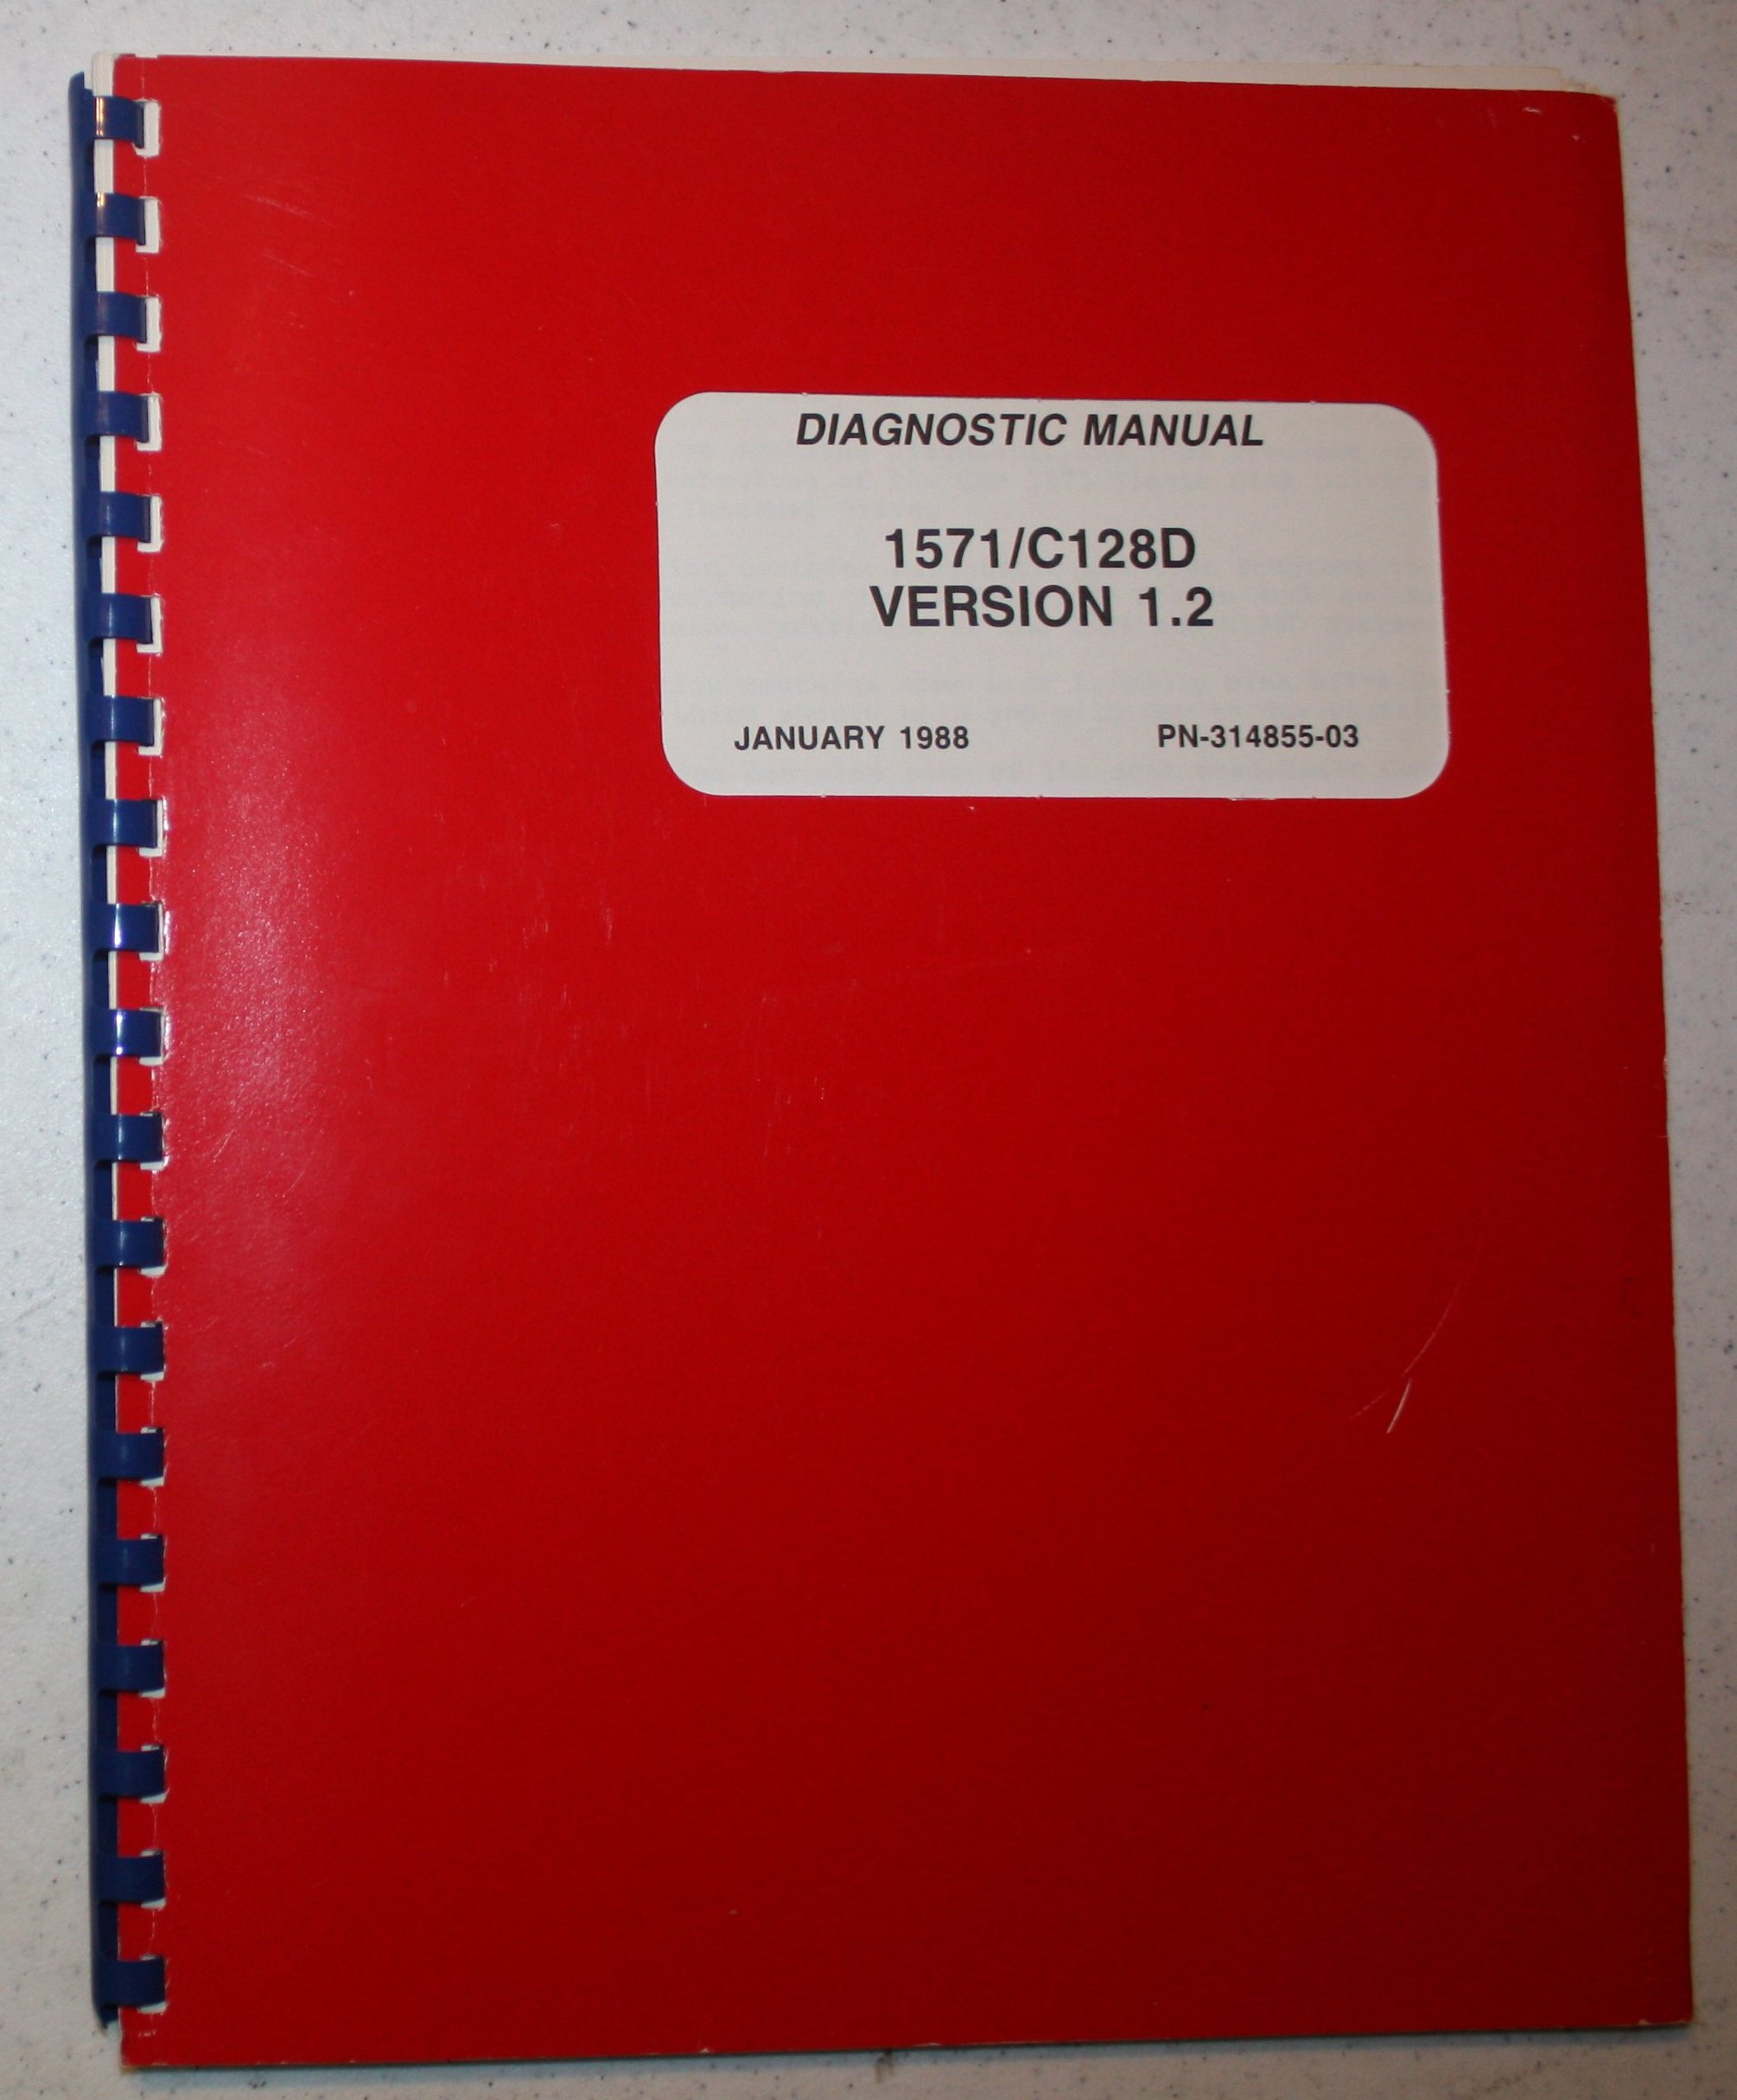 DIAGNOSTIC MANUAL
1571/C128D
VERSION 1.2
JANUARY 1988 PN-314855-03